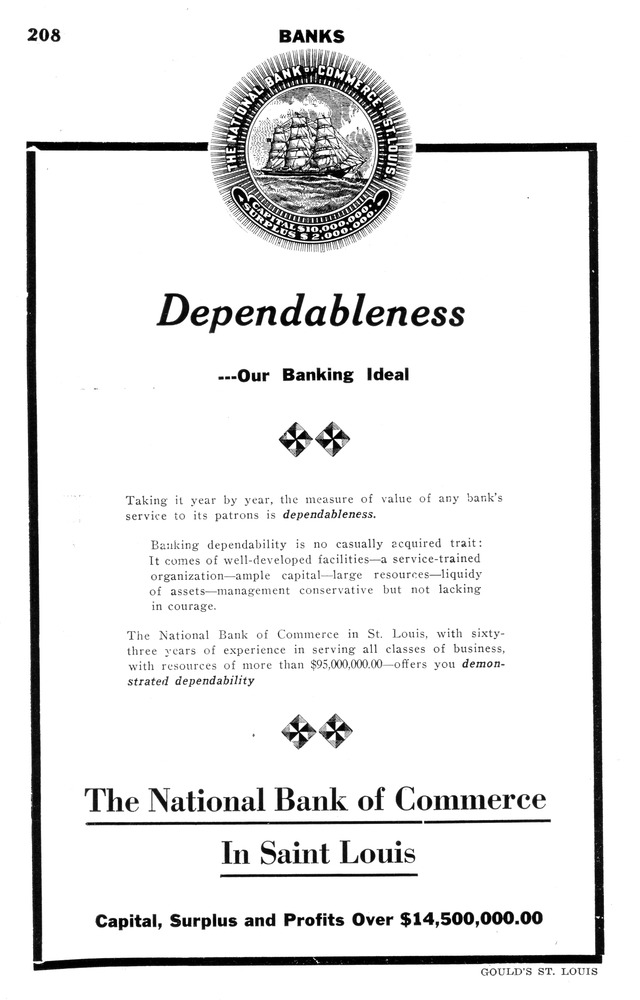 208
BANKS
THE NATIONAL BANK OF COMMERCE IN ST. LOUIS
CAPITAL $10,000,000.
SURPLUS $2,000,000.
Dependableness
---Our Banking Ideal
Taking it year by year, the measure of value of any bank's
service to its patrons is dependableness.
Banking dependability is no casually acquired trait:
It comes of well-developed facilities—a service-trained
organization—ample capital—large resources—liquidy
of assets—management conservative but not lacking
in courage.
The National Bank of Commerce in St. Louis, with sixty-
three years of experience in serving all classes of business,
with resources of more than $95,000,000.00—offers you demon-
strated dependability
The National Bank of Commerce
In Saint Louis
Capital, Surplus and Profits Over $14,500,000.00
GOULD'S ST. LOUIS